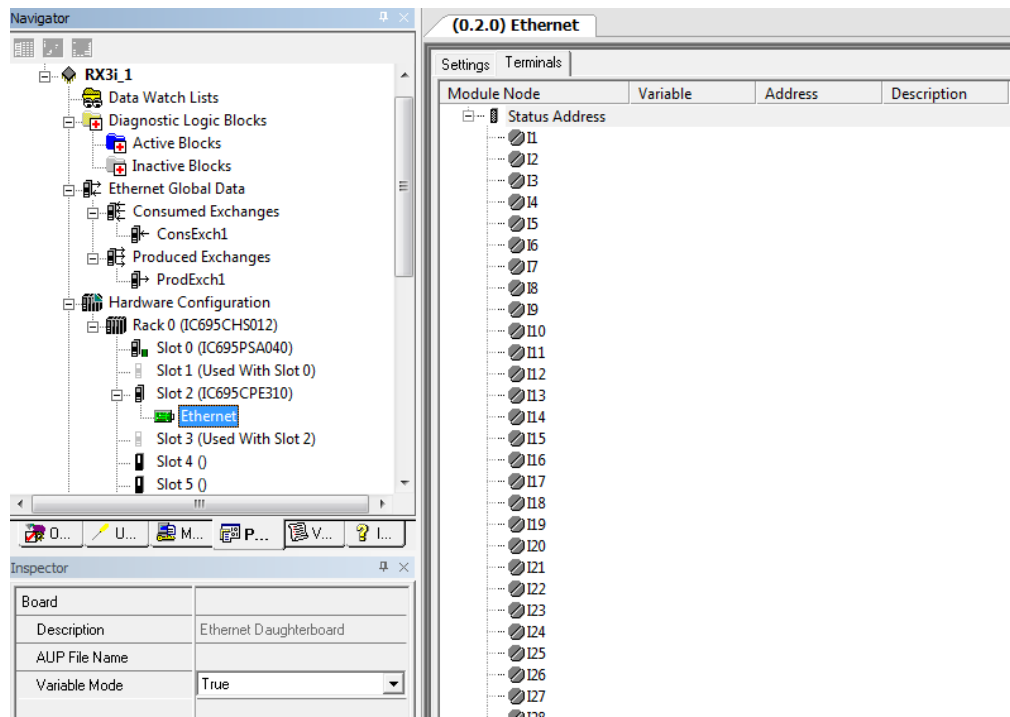 Navigator
RX3i_1
Data Watch Lists
Diagnostic Logic Blocks
Active Blocks
Inactive Blocks
Ethernet Global Data
Consumed Exchanges
ConsExch1
Produced Exchanges
ProdExch1
Hardware Configuration
Rack 0 (IC695CHS012)
Slot 0 (IC695PSA040)
Slot 1 (Used With Slot 0)
Slot 2 (IC695CPE310)
Ethernet
Slot 3 (Used With Slot 2)
Slot 4 ()
Slot 5 ()
O... U... M... P... V... I...
Inspector
Board
Description Ethernet Daughterboard
AUP File Name
Variable Mode True
(0.2.0) Ethernet
Settings Terminals
Module Node Variable Address Description
Status Address
I1
I2
I3
I4
I5
I6
I7
I8
I9
I10
I11
I12
I13
I14
I15
I16
I17
I18
I19
I20
I21
I22
I23
I24
I25
I26
I27
I28